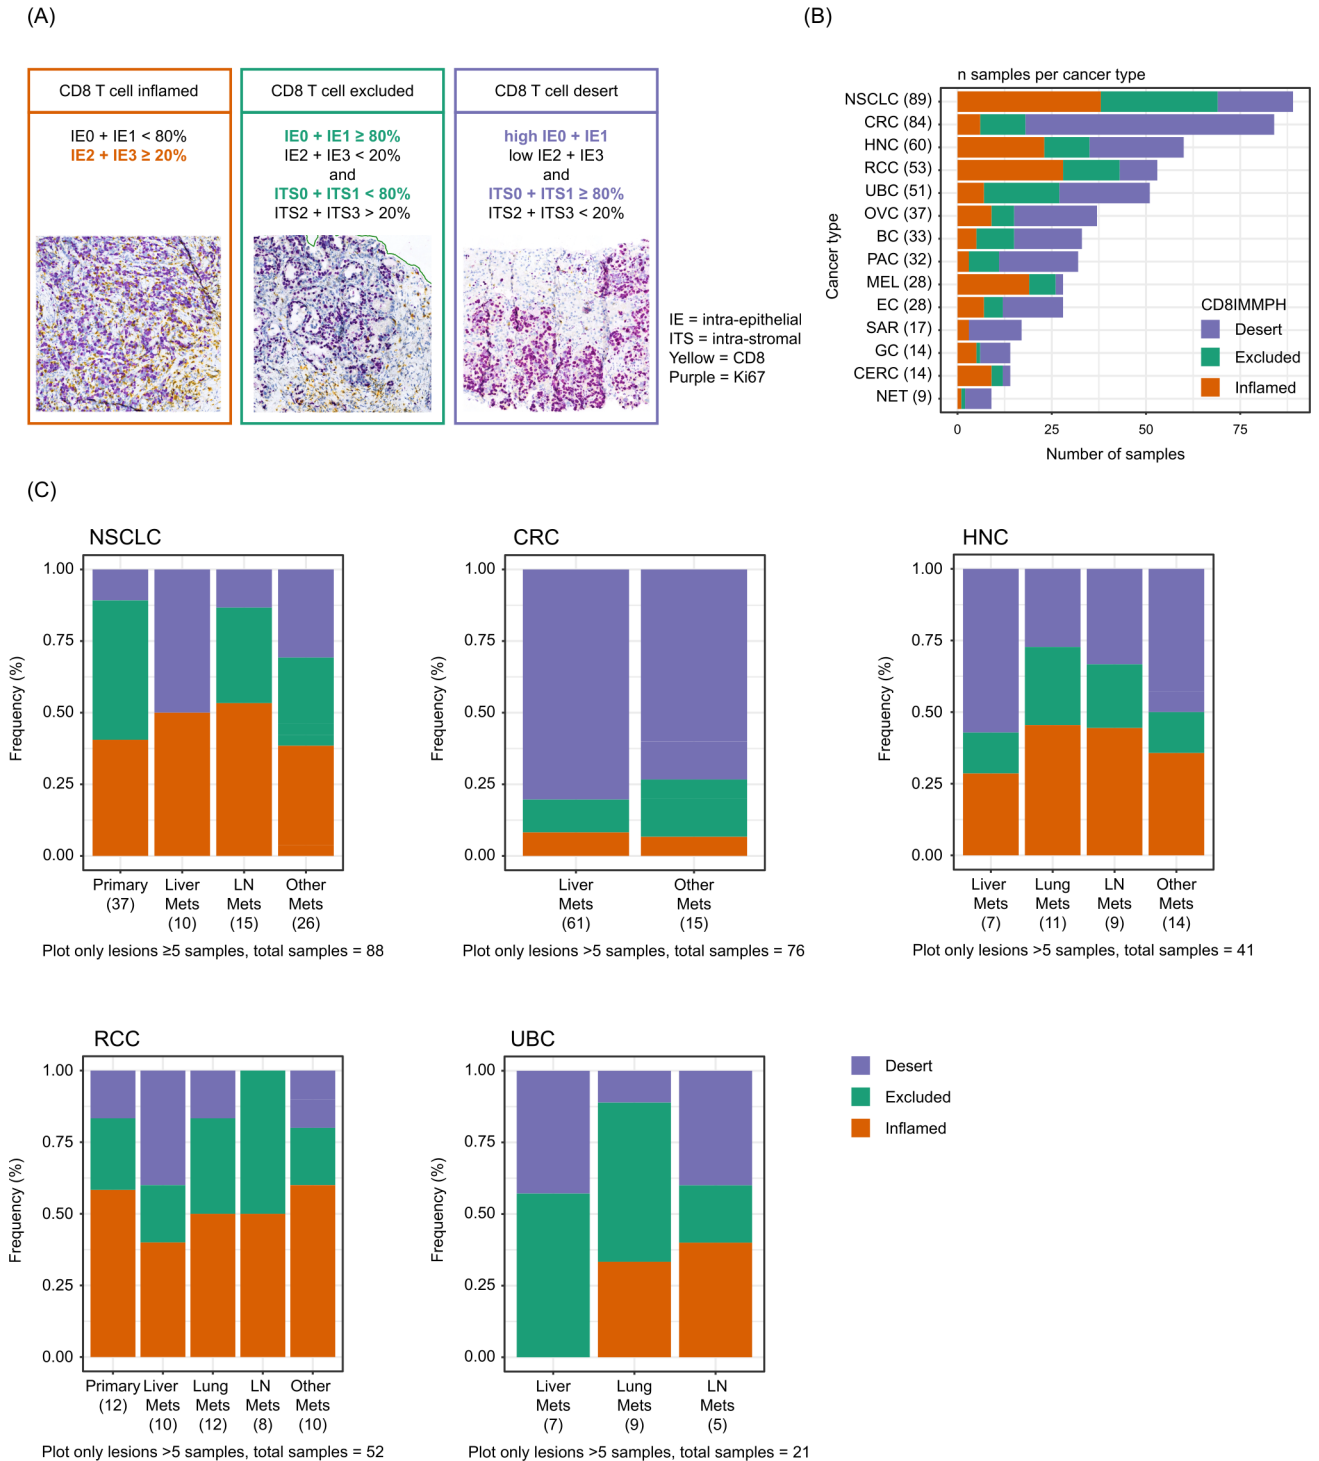 (A)
CD8 T cell inflamed
IE0 + IE1 < 80%
IE2 + IE3 ≥ 20%
CD8 T cell excluded
IE0 + IE1 ≥ 80%
IE2 + IE3 < 20%
and
ITS0 + ITS1 < 80%
ITS2 + ITS3 > 20%
CD8 T cell desert
high IE0 + IE1
low IE2 + IE3
and
ITS0 + ITS1 ≥ 80%
ITS2 + ITS3 < 20%
IE = intra-epithelial
ITS = intra-stromal
Yellow = CD8
Purple = Ki67
(B)
n samples per cancer type
Cancer type
NSCLC (89)
CRC (84)
HNC (60)
RCC (53)
UBC (51)
OVC (37)
BC (33)
PAC (32)
MEL (28)
EC (28)
SAR (17)
GC (14)
CERC (14)
NET (9)
CD8IMMPH
Desert
Excluded
Inflamed
0 25 50 75
Number of samples
(C)
NSCLC
Frequency (%)
1.00
0.75
0.50
0.25
0.00
Primary Liver LN Other
(37) Mets Mets Mets
(10) (15) (26)
Plot only lesions ≥5 samples, total samples = 88
CRC
Frequency (%)
1.00
0.75
0.50
0.25
0.00
Liver Other
Mets Mets
(61) (15)
Plot only lesions >5 samples, total samples = 76
HNC
Frequency (%)
1.00
0.75
0.50
0.25
0.00
Liver Lung LN Other
Mets Mets Mets Mets
(7) (11) (9) (14)
Plot only lesions >5 samples, total samples = 41
RCC
Frequency (%)
1.00
0.75
0.50
0.25
0.00
Primary Liver Lung LN Other
(12) Mets Mets Mets Mets
(10) (12) (8) (10)
Plot only lesions >5 samples, total samples = 52
UBC
Frequency (%)
1.00
0.75
0.50
0.25
0.00
Liver Lung LN
Mets Mets Mets
(7) (9) (5)
Plot only lesions >5 samples, total samples = 21
Desert
Excluded
Inflamed